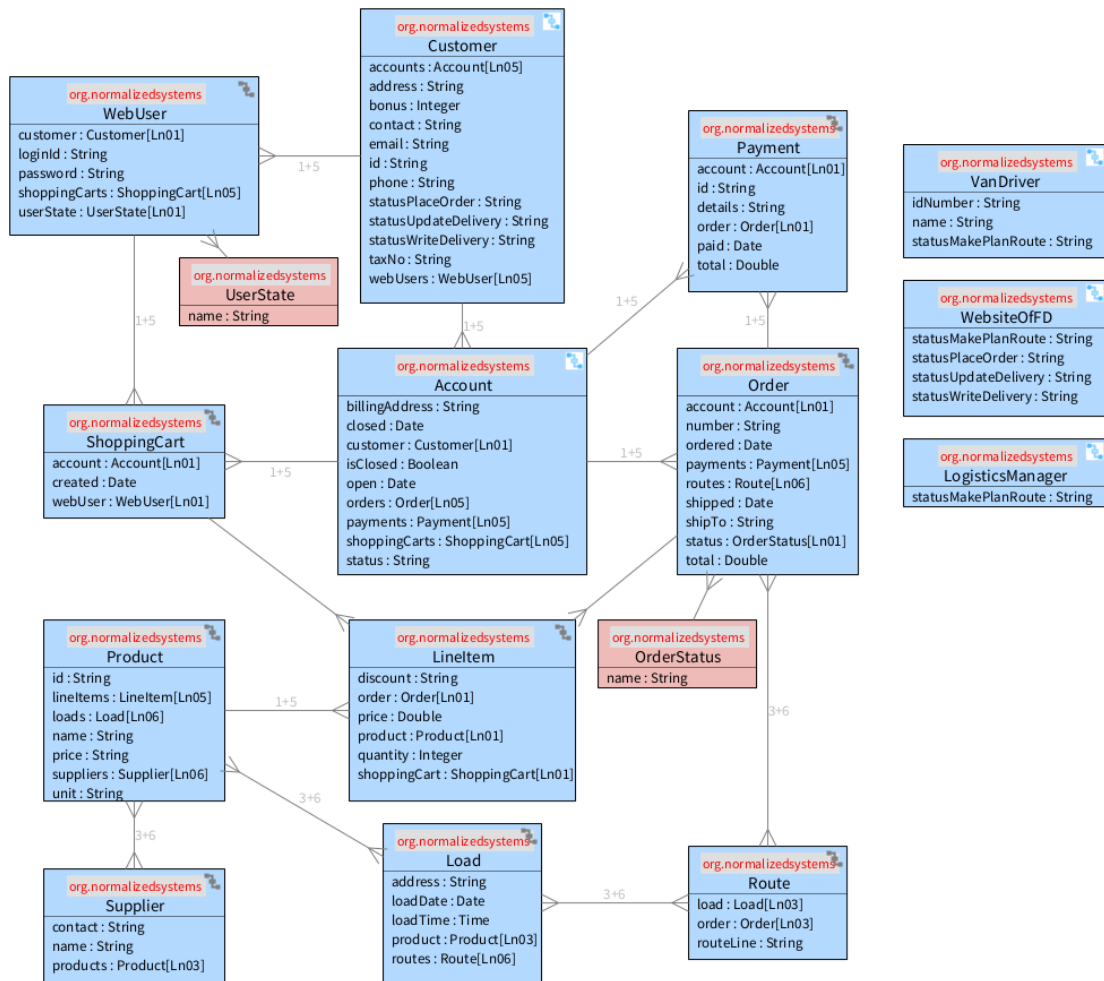 org.normalizedsystems
Customer
accounts : Account[Ln05]
address : String
bonus : Integer
contact : String
email : String
id : String
phone : String
statusPlaceOrder : String
statusUpdateDelivery : String
statusWriteDelivery : String
taxNo : String
webUsers : WebUser[Ln05]
org.normalizedsystems
WebUser
customer : Customer[Ln01]
loginId : String
password : String
shoppingCarts : ShoppingCart[Ln05]
userState : UserState[Ln01]
1+5
org.normalizedsystems
Payment
account : Account[Ln01]
id : String
details : String
order : Order[Ln01]
paid : Date
total : Double
org.normalizedsystems
VanDriver
idNumber : String
name : String
statusMakePlanRoute : String
org.normalizedsystems
UserState
name : String
org.normalizedsystems
WebsiteOfFD
statusMakePlanRoute : String
statusPlaceOrder : String
statusUpdateDelivery : String
statusWriteDelivery : String
1+5
1+5
1+5
1+5
org.normalizedsystems
Account
billingAddress : String
closed : Date
customer : Customer[Ln01]
isClosed : Boolean
open : Date
orders : Order[Ln05]
payments : Payment[Ln05]
shoppingCarts : ShoppingCart[Ln05]
status : String
org.normalizedsystems
Order
account : Account[Ln01]
number : String
ordered : Date
payments : Payment[Ln05]
routes : Route[Ln06]
shipped : Date
shipTo : String
status : OrderStatus[Ln01]
total : Double
org.normalizedsystems
ShoppingCart
account : Account[Ln01]
created : Date
webUser : WebUser[Ln01]
1+5
1+5
org.normalizedsystems
LogisticsManager
statusMakePlanRoute : String
org.normalizedsystems
Product
id : String
lineItems : LineItem[Ln05]
loads : Load[Ln06]
name : String
price : String
suppliers : Supplier[Ln06]
unit : String
1+5
org.normalizedsystems
LineItem
discount : String
order : Order[Ln01]
price : Double
product : Product[Ln01]
quantity : Integer
shoppingCart : ShoppingCart[Ln01]
org.normalizedsystems
OrderStatus
name : String
3+6
3+6
3+6
org.normalizedsystems
Supplier
contact : String
name : String
products : Product[Ln03]
org.normalizedsystems
Load
address : String
loadDate : Date
loadTime : Time
product : Product[Ln03]
routes : Route[Ln06]
3+6
org.normalizedsystems
Route
load : Load[Ln03]
order : Order[Ln03]
routeLine : String